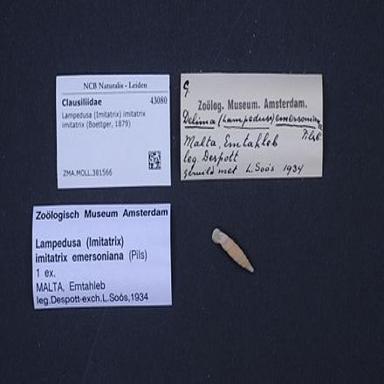 NCB Naturalis - Leiden
Clausiliidae 43080
Lampedusa (Imitatrix) imitatrix
imitatrix (Boettger, 1879)
ZMA.MOLL.381566
G
Zoölog. Museum. Amsterdam.
Delima (Lampedusa) emersoniana
Pilsb.
Malta, Emtahleb
leg. Despott
geruild met L. Soós 1934
Zoölogisch Museum Amsterdam
Lampedusa (Imitatrix)
imitatrix emersoniana (Pils)
1 ex.
MALTA, Emtahleb
leg.Despott-exch.L.Soós,1934